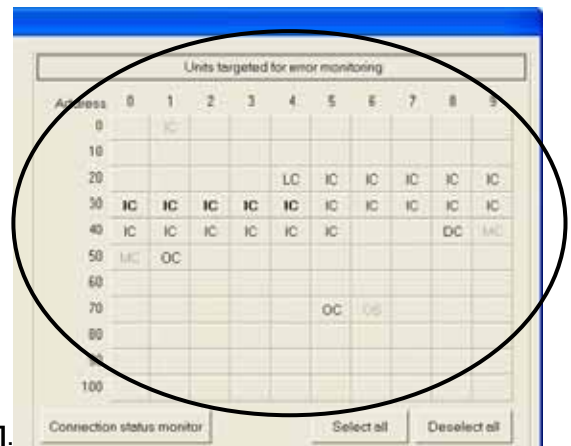 Units targeted for error monitoring
Address 0 1 2 3 4 5 6 7 8 9
0 IC
10
20 LC IC IC IC IC IC
30 IC IC IC IC IC IC IC IC IC IC
40 IC IC IC IC IC IC DC MC
50 MC OC
60
70 OC OS
80
90
100
].
Connection status monitor Select all Deselect all